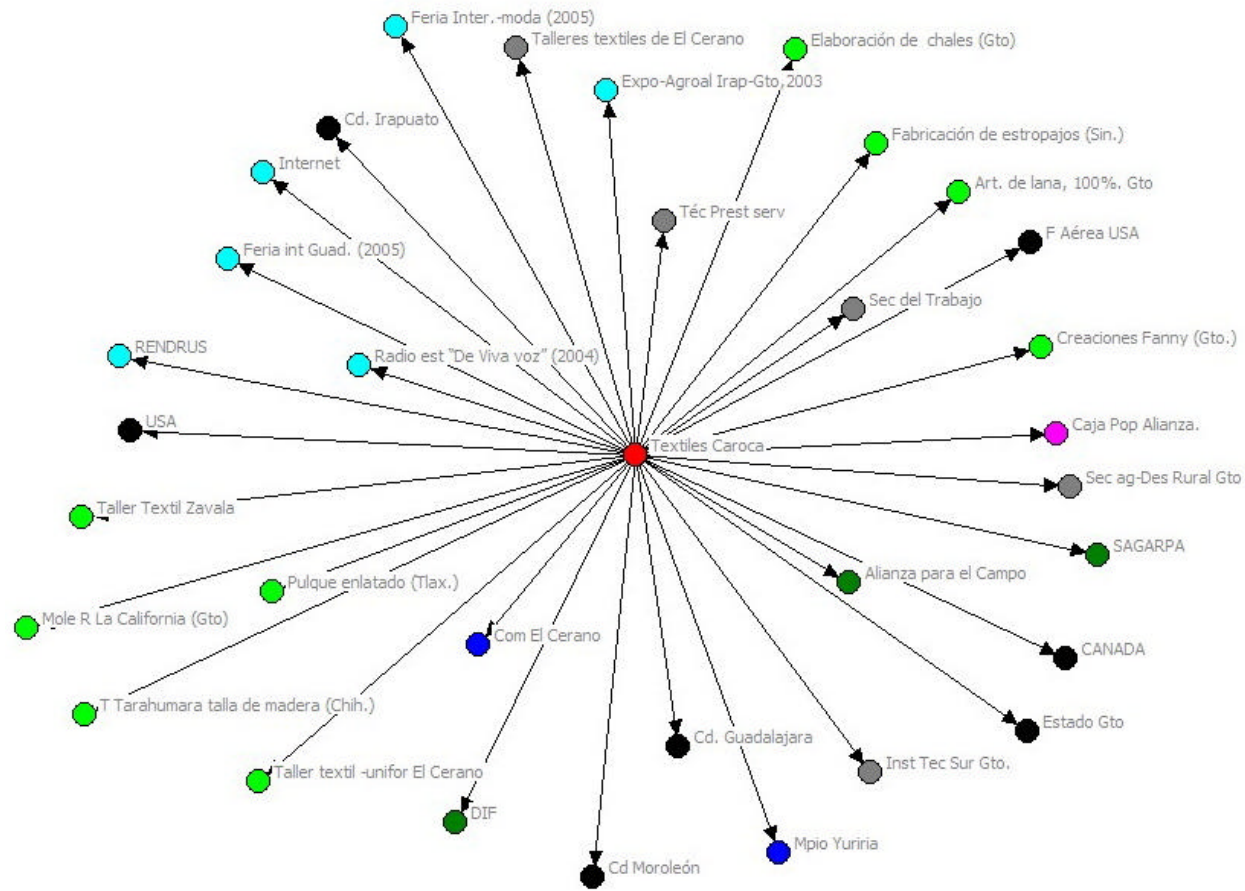 Feria Inter.-moda (2005)
Talleres textiles de El Cerano
Elaboración de chales (Gto)
Expo-Agroal Irap-Gto,2003
Cd. Irapuato
Fabricación de estropajos (Sin.)
Internet
Art. de lana, 100%. Gto
Téc Prest serv
F Aérea USA
Feria int Guad. (2005)
Sec del Trabajo
RENDRUS
Radio est “De Viva voz” (2004)
Creaciones Fanny (Gto.)
USA
Caja Pop Alianza.
Textiles Caroca
Sec ag-Des Rural Gto
Taller Textil Zavala
SAGARPA
Alianza para el Campo
Pulque enlatado (Tlax.)
Mole R La California (Gto)
Com El Cerano
CANADA
T Tarahumara talla de madera (Chih.)
Estado Gto
Cd. Guadalajara
Inst Tec Sur Gto.
Taller textil -unifor El Cerano
DIF
Mpio Yuriria
Cd Moroleón